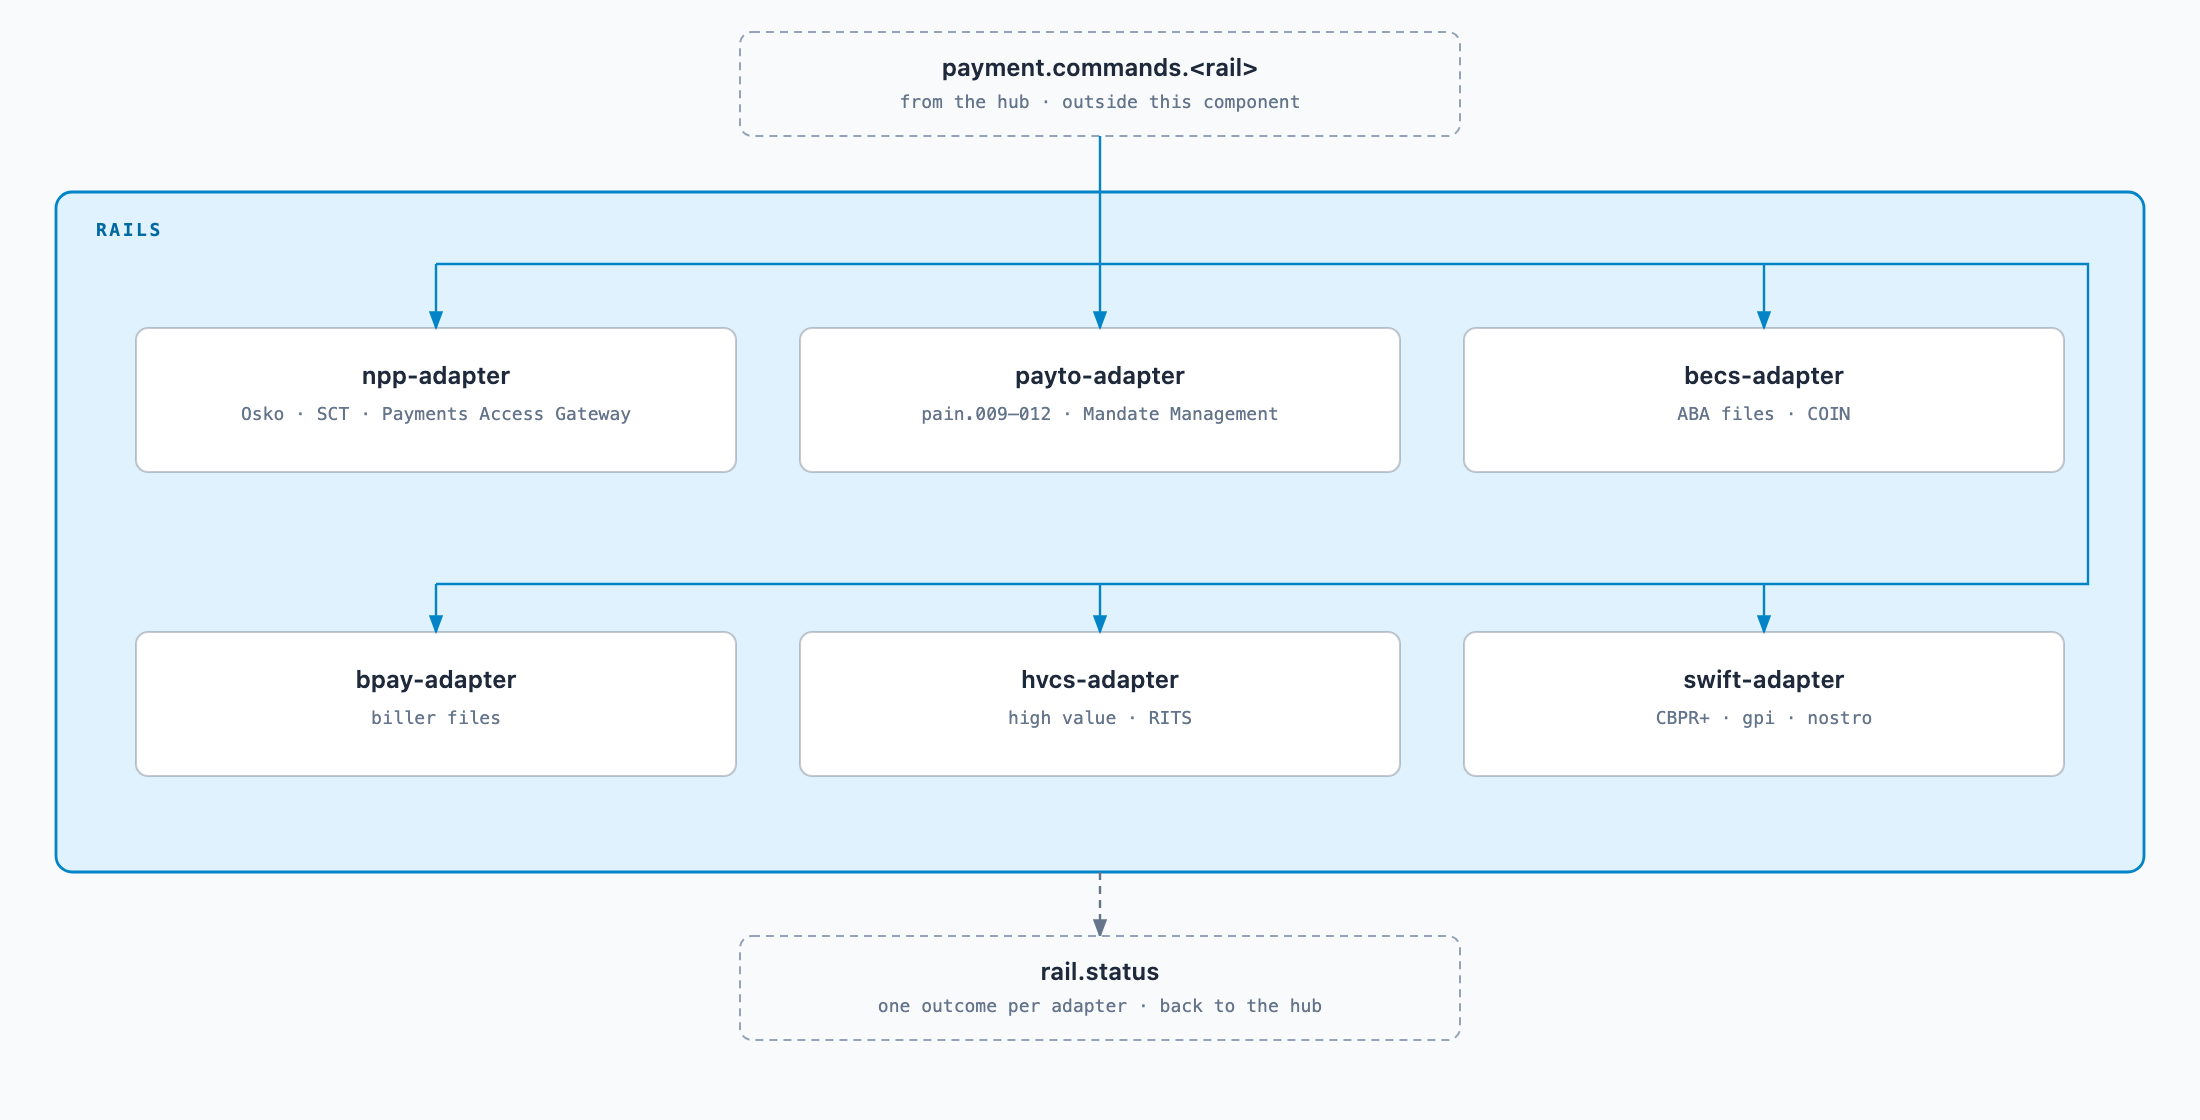 payment.commands.<rail>
from the hub · outside this component
RAILS
npp-adapter
Osko · SCT · Payments Access Gateway
payto-adapter
pain.009–012 · Mandate Management
becs-adapter
ABA files · COIN
bpay-adapter
biller files
hvcs-adapter
high value · RITS
swift-adapter
CBPR+ · gpi · nostro
rail.status
one outcome per adapter · back to the hub